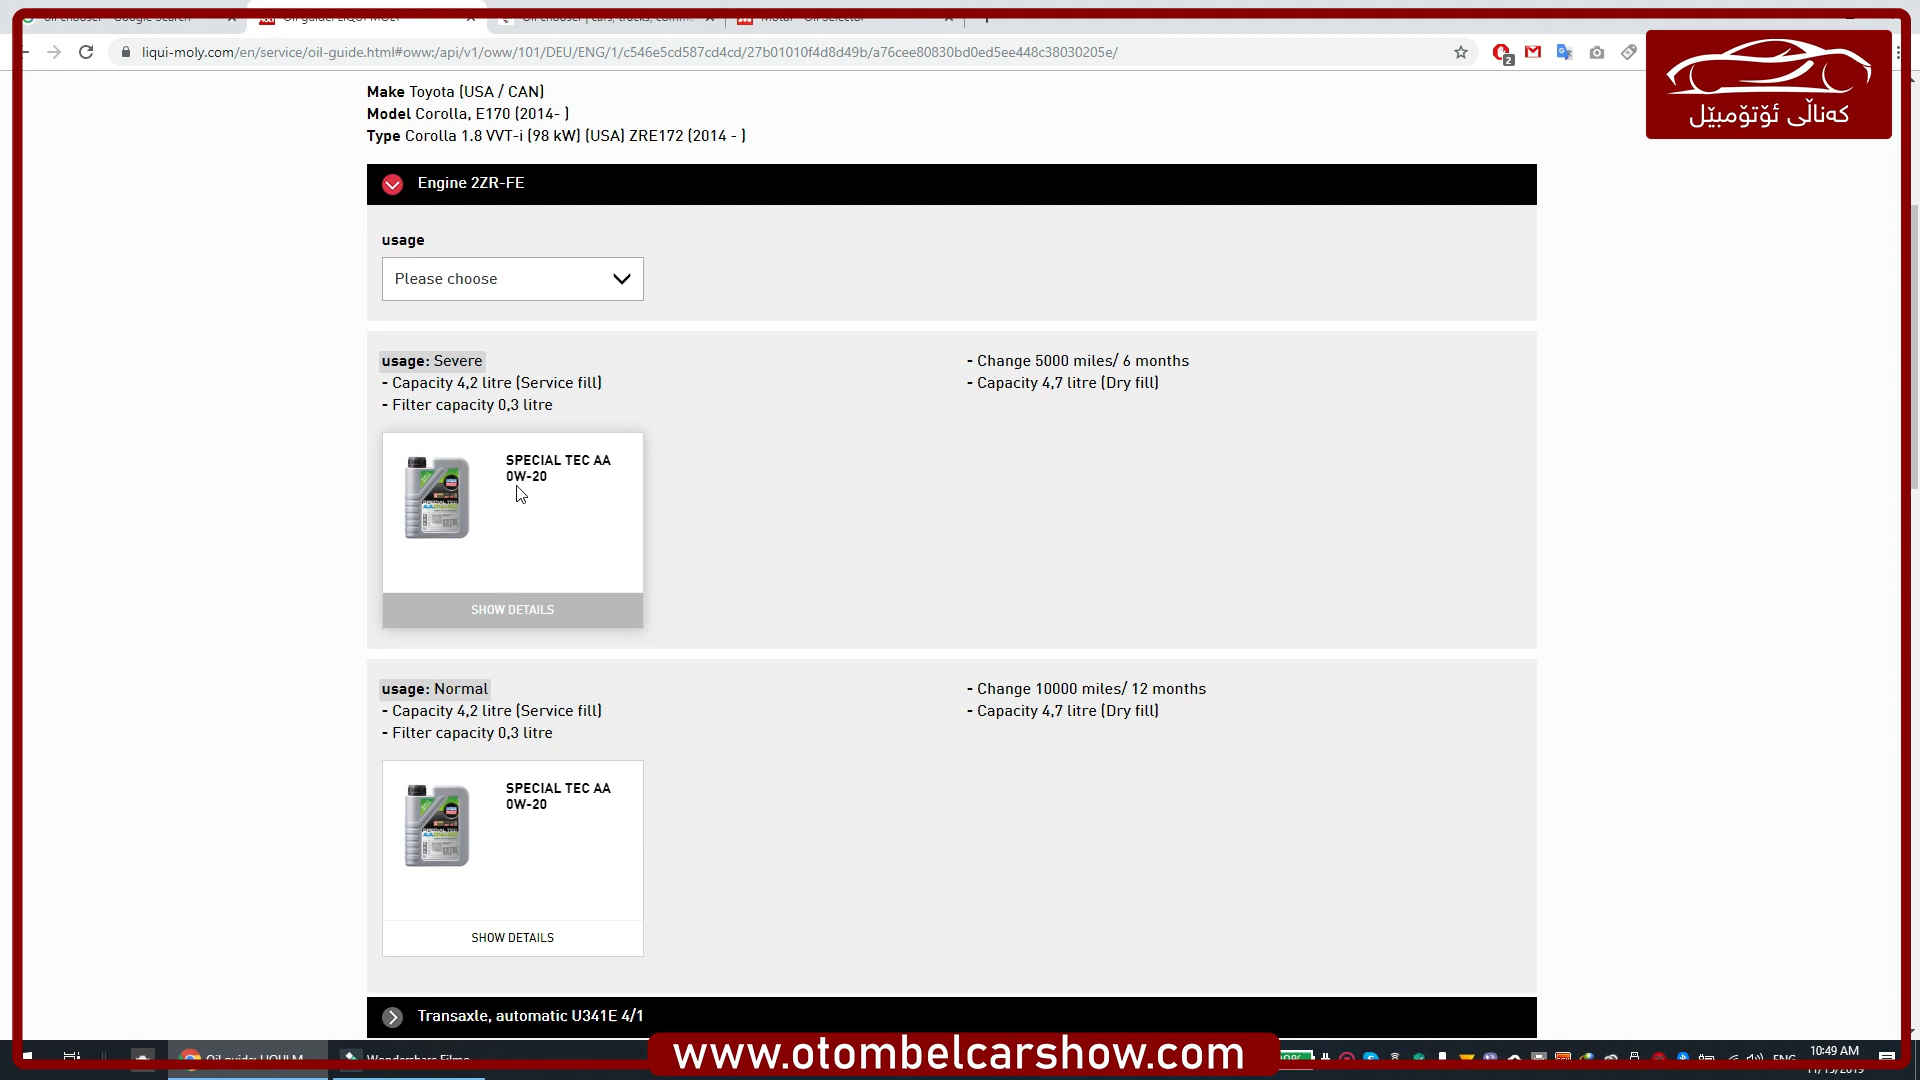 liqui-moly.com/en/service/oil-guide.html#oww:/api/v1/oww/101/DEU/ENG/1/c546e5cd587cd4cd/27b01010f4d8d49b/a76cee80830bd0ed5ee448c38030205e/
2
کەناڵی ئۆتۆمبێل
Make Toyota (USA / CAN)
Model Corolla, E170 (2014- )
Type Corolla 1.8 VVT-i (98 kW) (USA) ZRE172 (2014 - )
Engine 2ZR-FE
usage
Please choose
usage: Severe
- Capacity 4,2 litre (Service fill)
- Filter capacity 0,3 litre
- Change 5000 miles/ 6 months
- Capacity 4,7 litre (Dry fill)
SPECIAL TEC AA
0W-20
SHOW DETAILS
usage: Normal
- Capacity 4,2 litre (Service fill)
- Filter capacity 0,3 litre
- Change 10000 miles/ 12 months
- Capacity 4,7 litre (Dry fill)
SPECIAL TEC AA
0W-20
SHOW DETAILS
Transaxle, automatic U341E 4/1
www.otombelcarshow.com
10:49 AM